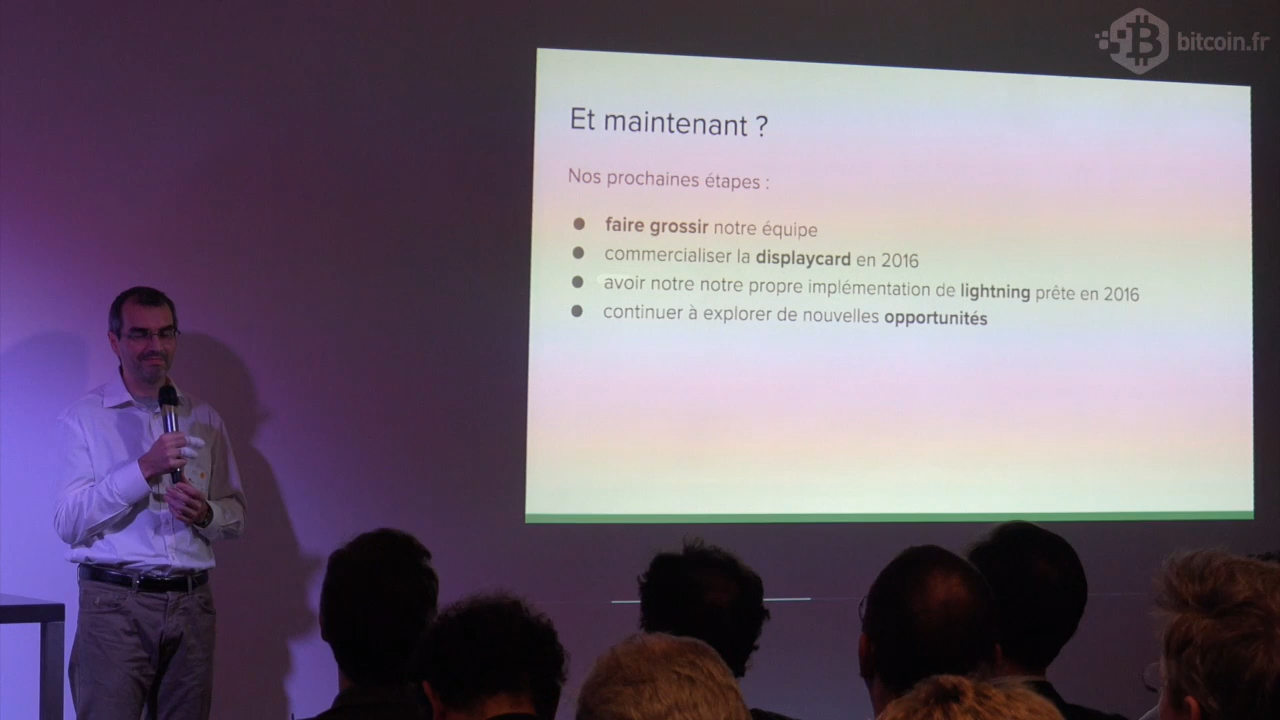 bitcoin.fr
Et maintenant ?
Nos prochaines étapes :
● faire grossir notre équipe
● commercialiser la displaycard en 2016
● avoir notre notre propre implémentation de lightning prête en 2016
● continuer à explorer de nouvelles opportunités